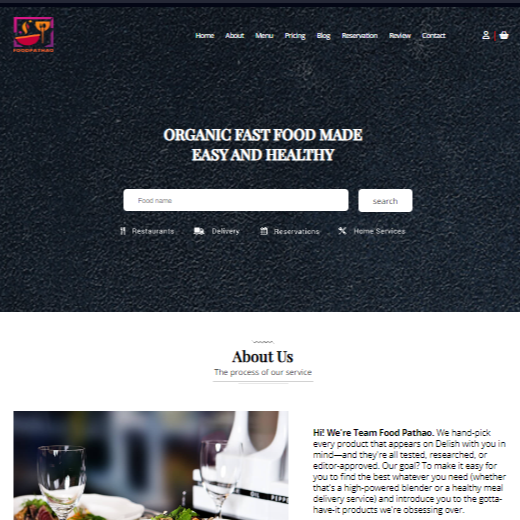 FOODPATHAO
Home About Menu Pricing Blog Reservation Review Contact
ORGANIC FAST FOOD MADE
EASY AND HEALTHY
Food name
search
Restaurants Delivery Reservations Home Services
About Us
The process of our service
Hi! We're Team Food Pathao. We hand-pick
every product that appears on Delish with you in
mind—and they're all tested, researched, or
editor-approved. Our goal? To make it easy for
you to find the best whatever you need (whether
that's a high-powered blender or a healthy meal
delivery service) and introduce you to the gotta-
have-it products we're obsessing over.
OIL PEPPE